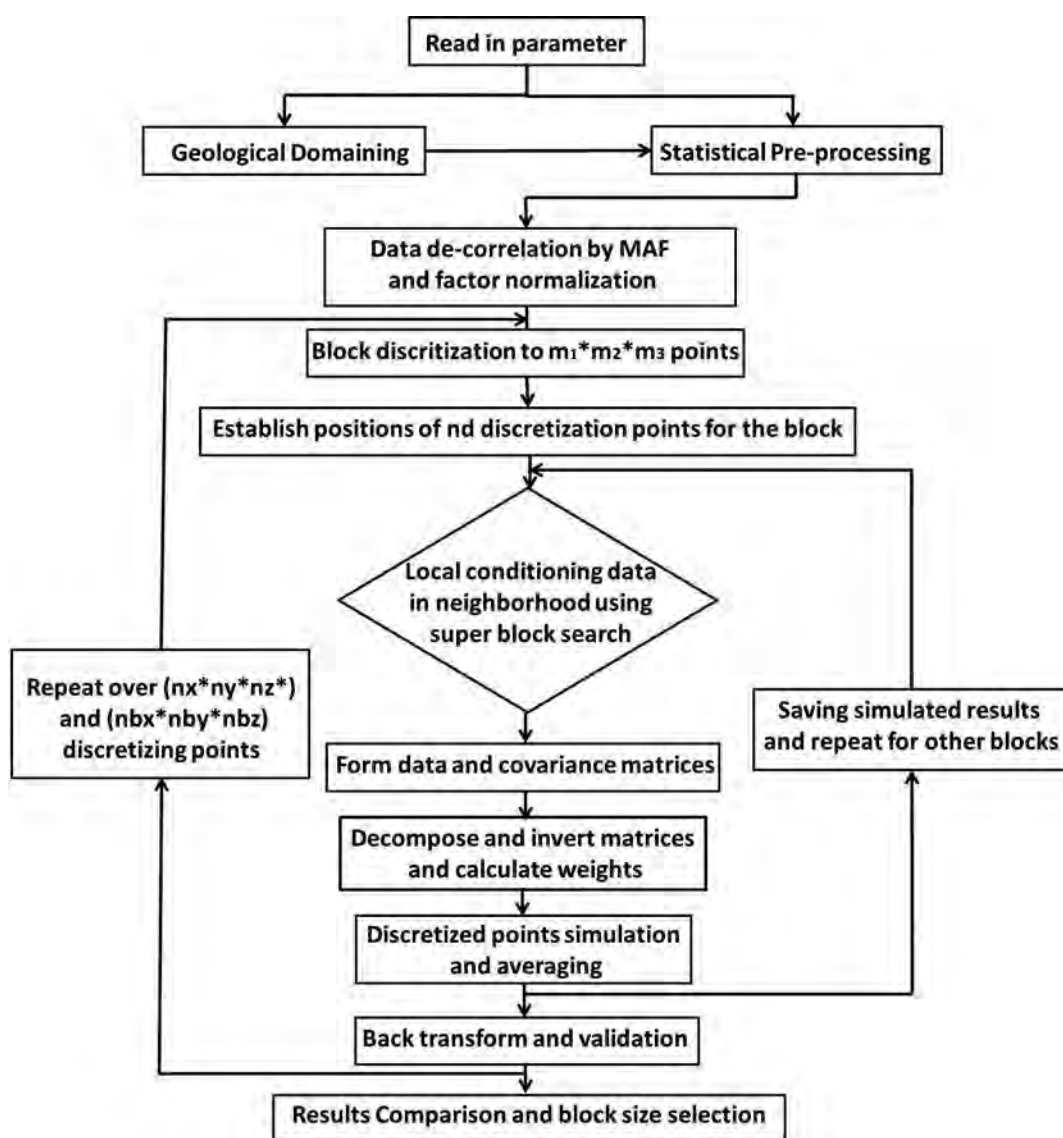 Read in parameter
Geological Domaining
Statistical Pre-processing
Data de-correlation by MAF
and factor normalization
Block discritization to m₁*m₂*m₃ points
Establish positions of nd discretization points for the block
Local conditioning data
in neighborhood using
super block search
Repeat over (nx*ny*nz*)
and (nbx*nby*nbz)
discretizing points
Saving simulated results
and repeat for other blocks
Form data and covariance matrices
Decompose and invert matrices
and calculate weights
Discretized points simulation
and averaging
Back transform and validation
Results Comparison and block size selection